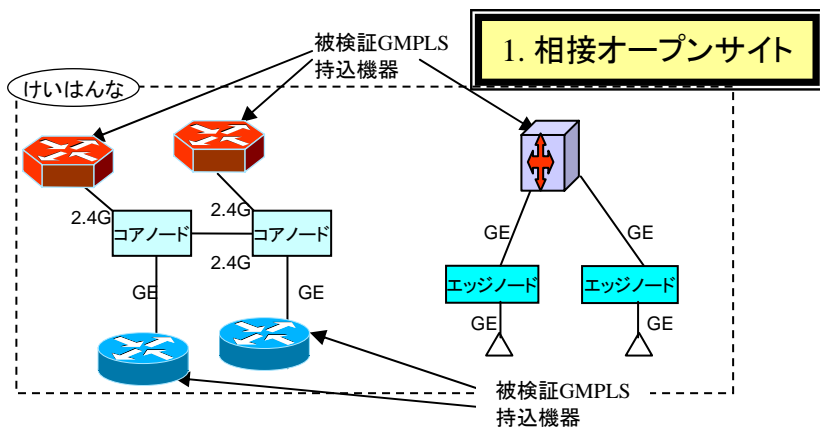 被検証GMPLS
持込機器
1. 相接オープンサイト
けいはんな
2.4G
2.4G
コアノード
コアノード
2.4G
GE
GE
GE
GE
エッジノード
エッジノード
GE
GE
被検証GMPLS
持込機器